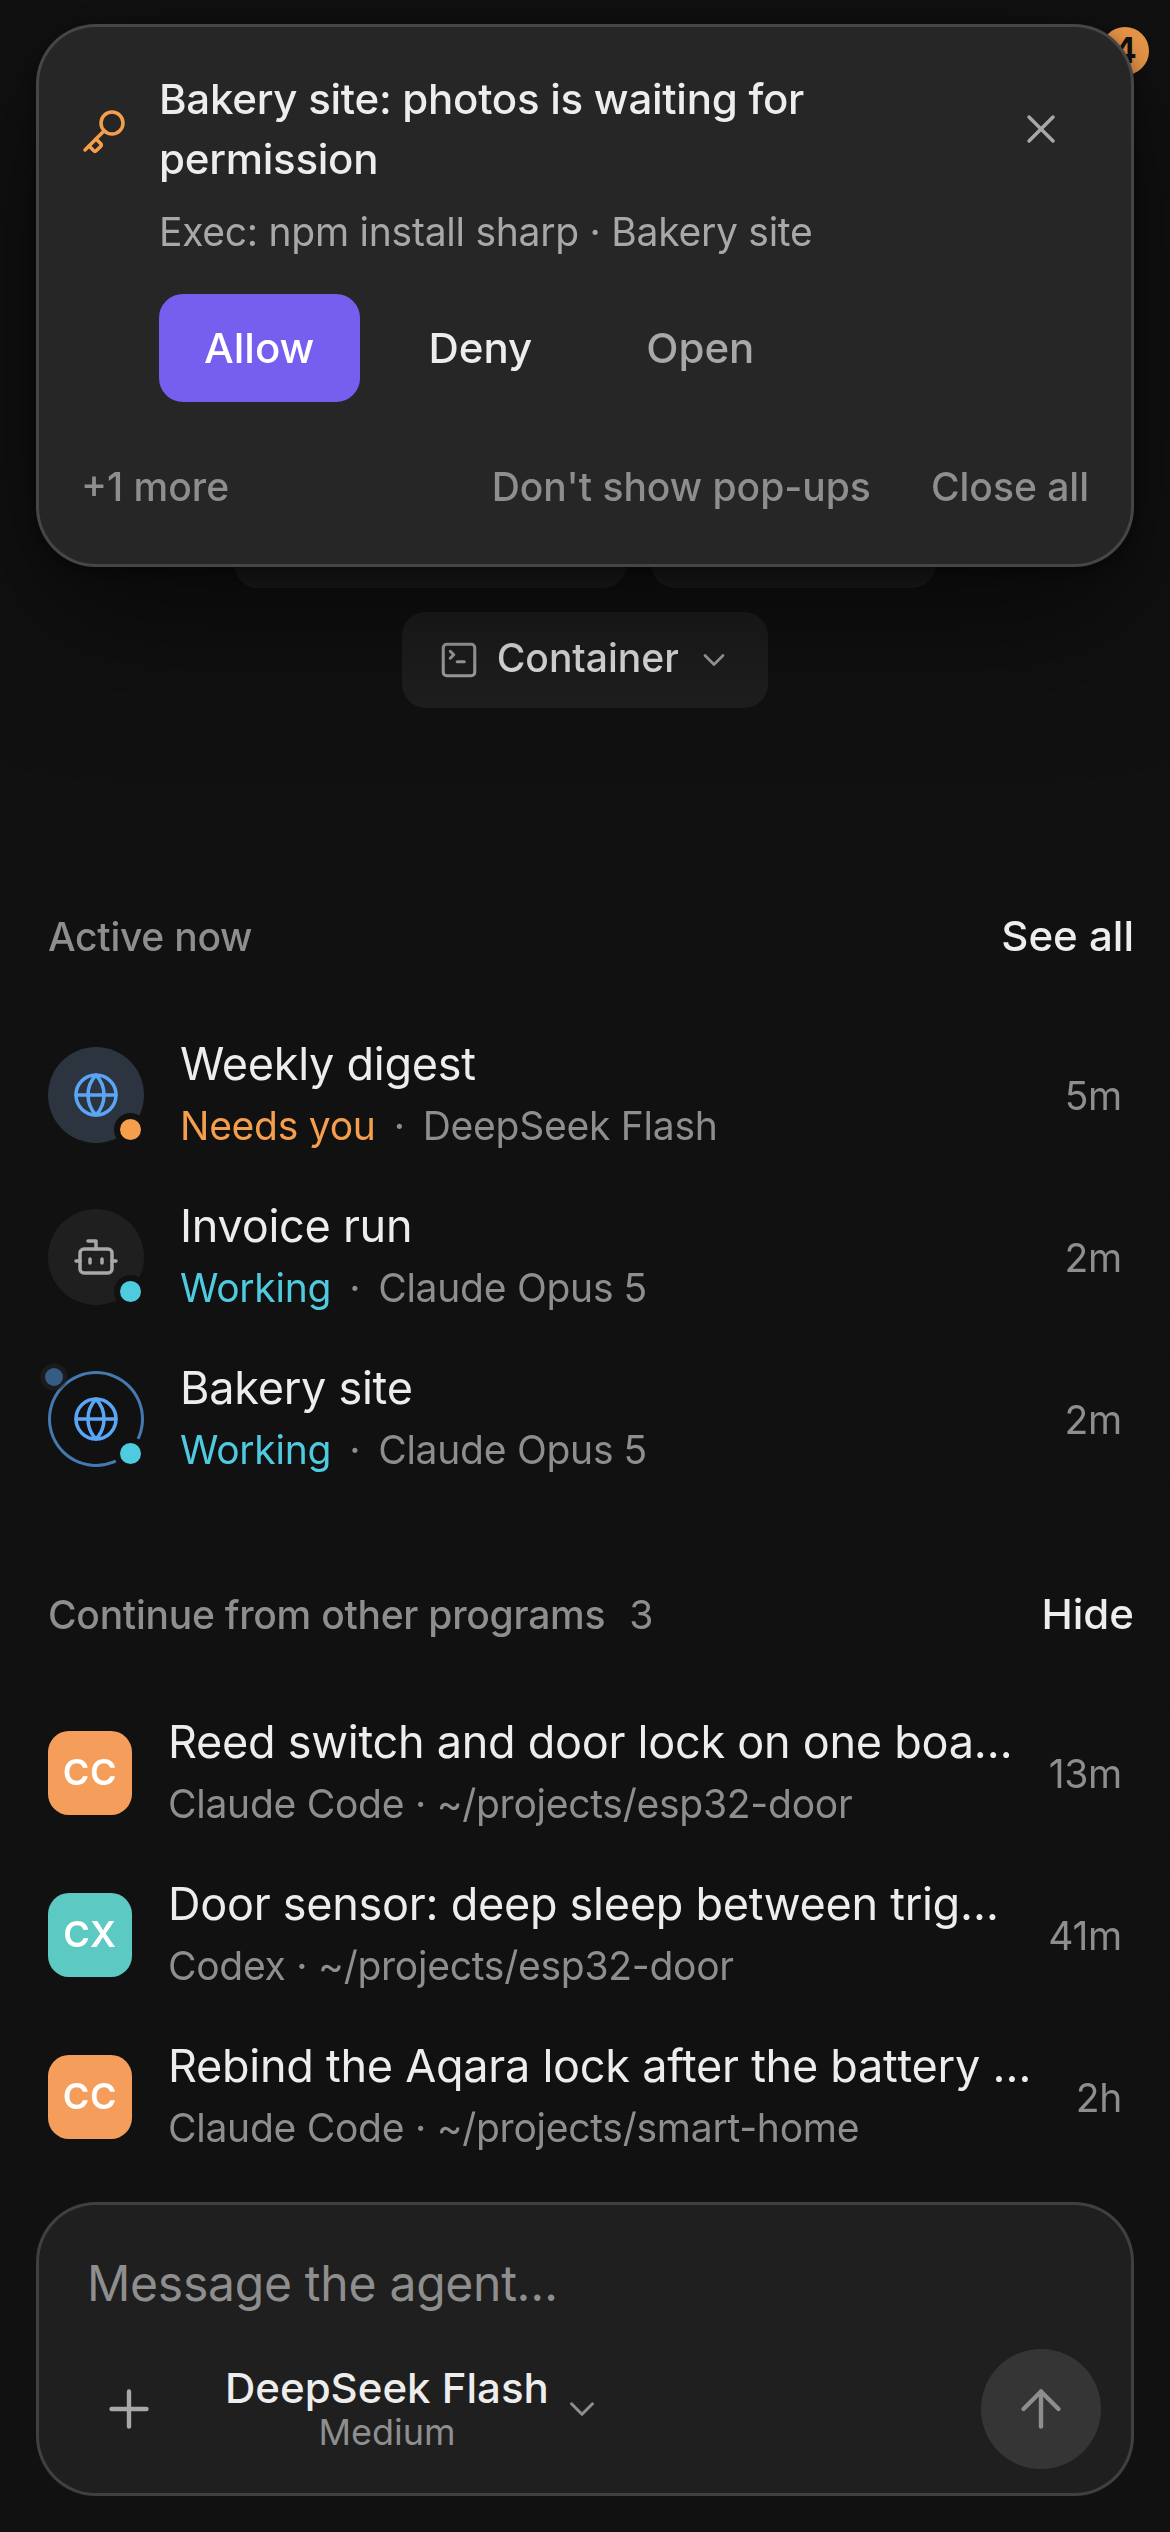 4
Bakery site: photos is waiting for
permission
Exec: npm install sharp · Bakery site
Allow
Deny
Open
+1 more
Don't show pop-ups
Close all
Container
Active now
See all
Weekly digest
Needs you · DeepSeek Flash
5m
Invoice run
Working · Claude Opus 5
2m
Bakery site
Working · Claude Opus 5
2m
Continue from other programs 3
Hide
CC
Reed switch and door lock on one boa...
Claude Code · ~/projects/esp32-door
13m
CX
Door sensor: deep sleep between trig...
Codex · ~/projects/esp32-door
41m
CC
Rebind the Aqara lock after the battery ...
Claude Code · ~/projects/smart-home
2h
Message the agent...
DeepSeek Flash
Medium